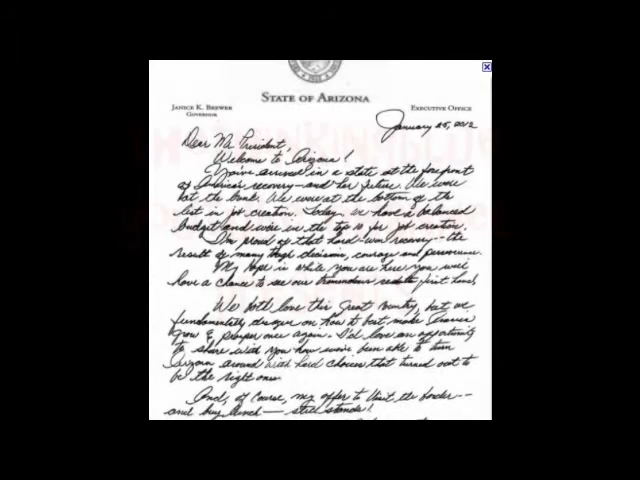 STATE OF ARIZONA
JANICE K. BREWER
GOVERNOR
EXECUTIVE OFFICE
January 25, 2012
Dear Mr. President,
Welcome to Arizona!
You've arrived in a state at the forefront
of America's recovery—and her future. We were
at the bottom of the
list in job creation. Today, we have a balanced
budget and we're in the top 10 for job creation.
I'm proud of that hard-won recovery--the
result of many tough decisions, courage and perseverance.
My hope is while you are here you will
have a chance to see our tremendous results first hand.
We both love this great country, but we
fundamentally disagree on how to best make America
grow & prosper once again. I'd love an opportunity
to share with you how we've been able to turn
Arizona around with hard choices that turned out to
be the right ones.
And, of course, my offer to visit the border--
and buy lunch—still stands!